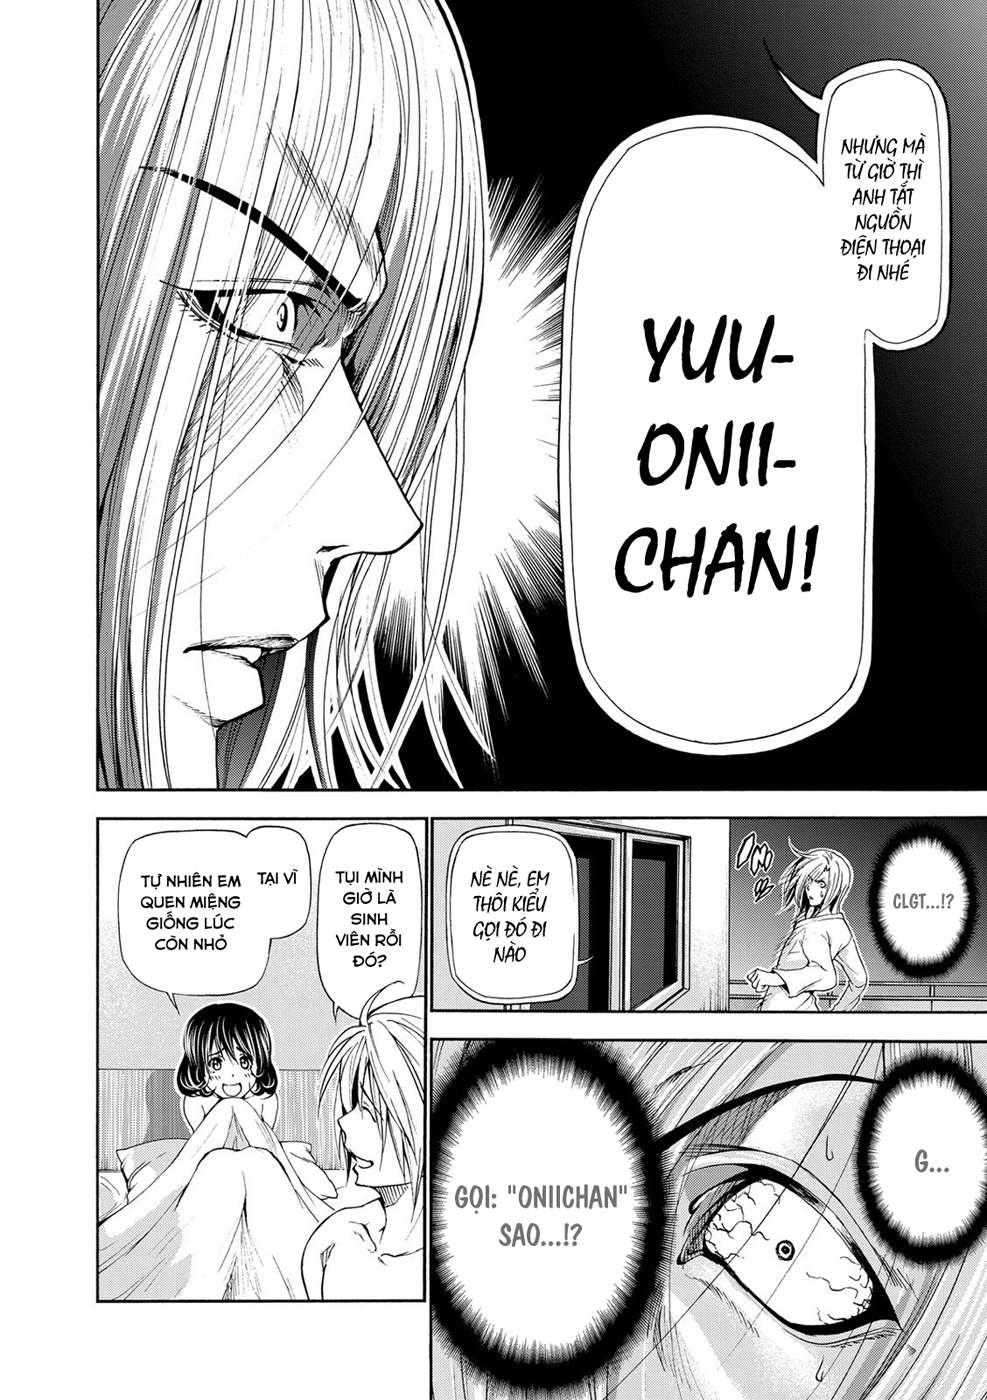 NHƯNG MÀ
TỪ GIỜ THÌ
ANH TẮT
NGUỒN
ĐIỆN THOẠI
ĐI NHÉ
YUU-
ONII-
CHAN!
CLGT...!?
NÈ NÈ, EM
THÔI KIỂU
GỌI ĐÓ ĐI
NÀO
TỤI MÌNH
GIỜ LÀ
SINH
VIÊN RỒI
ĐÓ?
TẠI VÌ
TỰ NHIÊN EM
QUEN MIỆNG
GIỐNG LÚC
CÒN NHỎ
G...
GỌI: "ONIICHAN"
SAO...!?